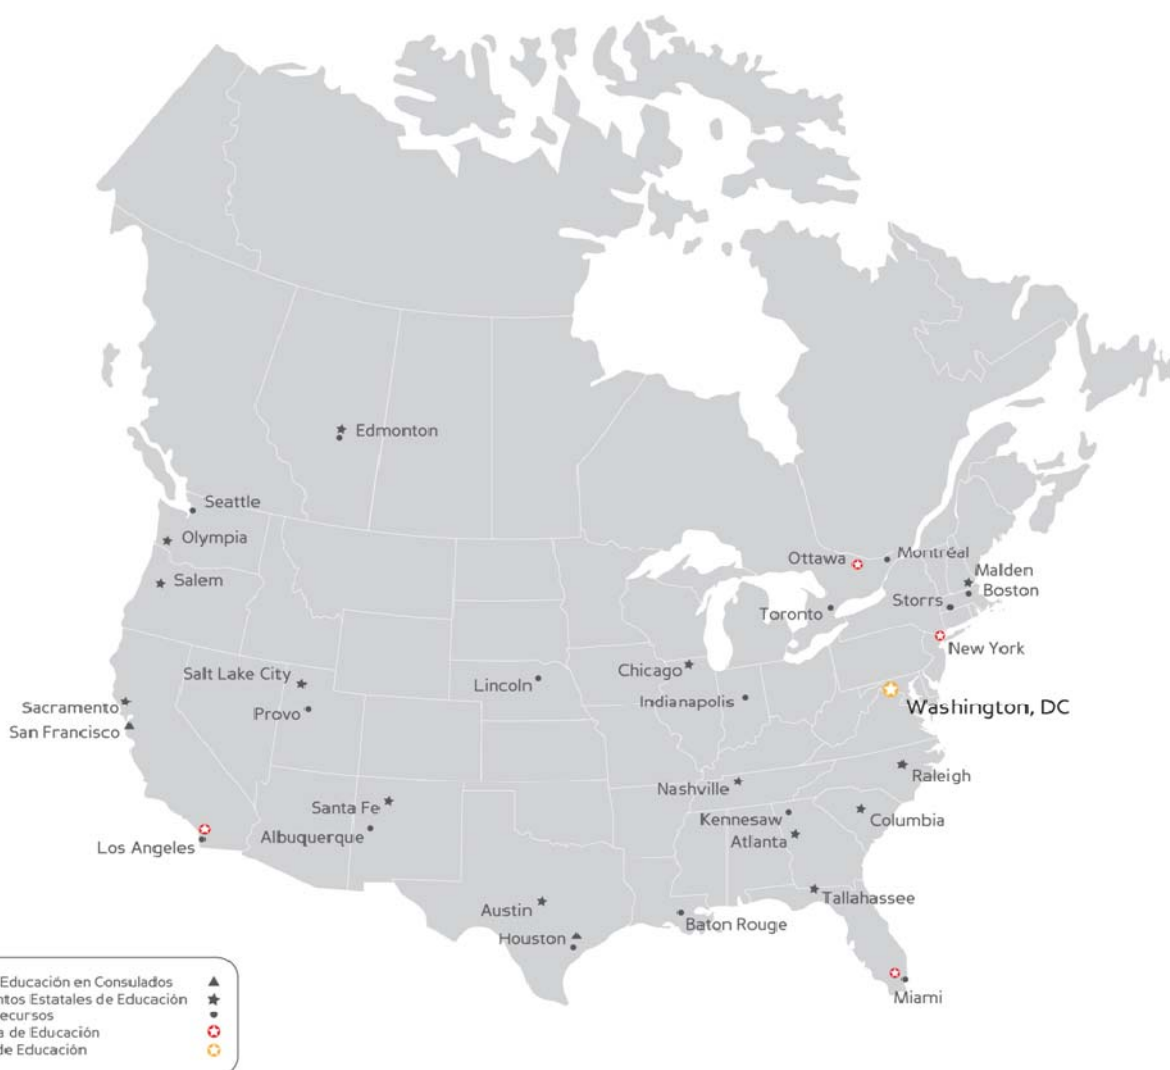 Edmonton
Seattle
Olympia
Salem
Ottawa
Montréal
Malden
Boston
Storrs
Toronto
New York
Chicago
Salt Lake City
Lincoln
Indianapolis
Provo
Sacramento
San Francisco
Washington, DC
Raleigh
Nashville
Santa Fe
Kennesaw
Columbia
Albuquerque
Atlanta
Los Angeles
Tallahassee
Austin
Baton Rouge
Houston
Miami
Educación en Consulados
ntos Estatales de Educación
ecursos
a de Educación
de Educación